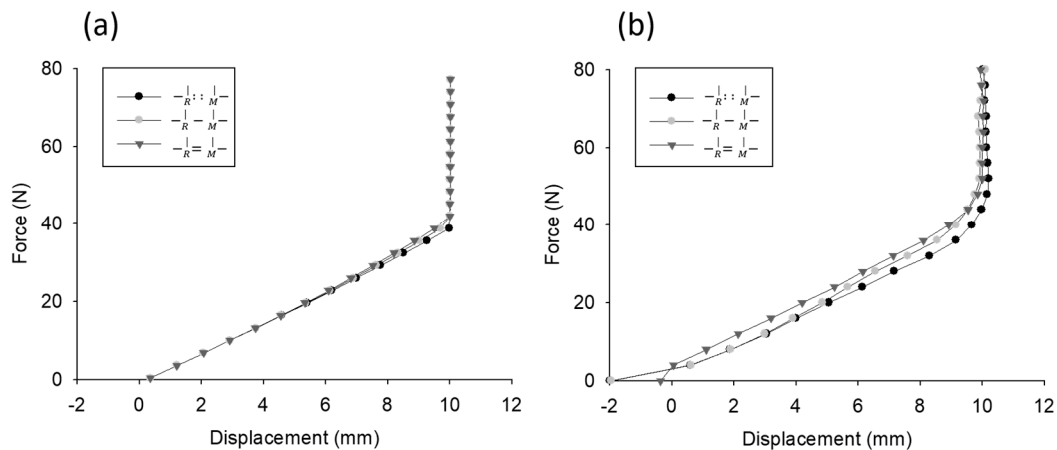 (a)
(b)
80
60
40
20
0
Force (N)
-2 0 2 4 6 8 10 12
Displacement (mm)
R M
R M
R M
80
60
40
20
0
Force (N)
-2 0 2 4 6 8 10 12
Displacement (mm)
R M
R M
R M